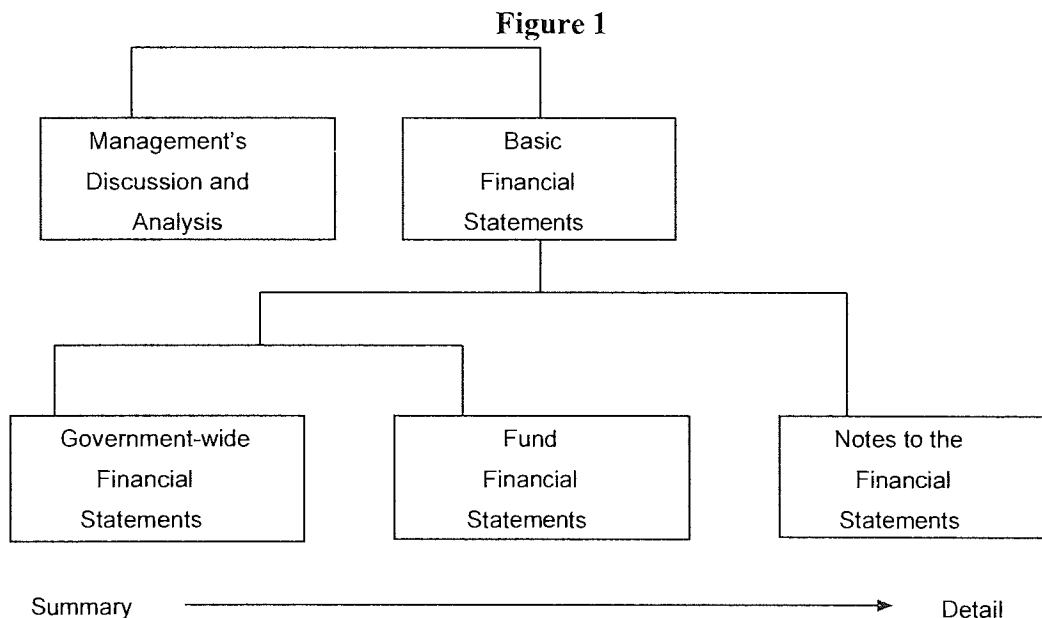 Figure 1
Management's
Discussion and
Analysis
Basic
Financial
Statements
Government-wide
Financial
Statements
Fund
Financial
Statements
Notes to the
Financial
Statements
Summary
Detail